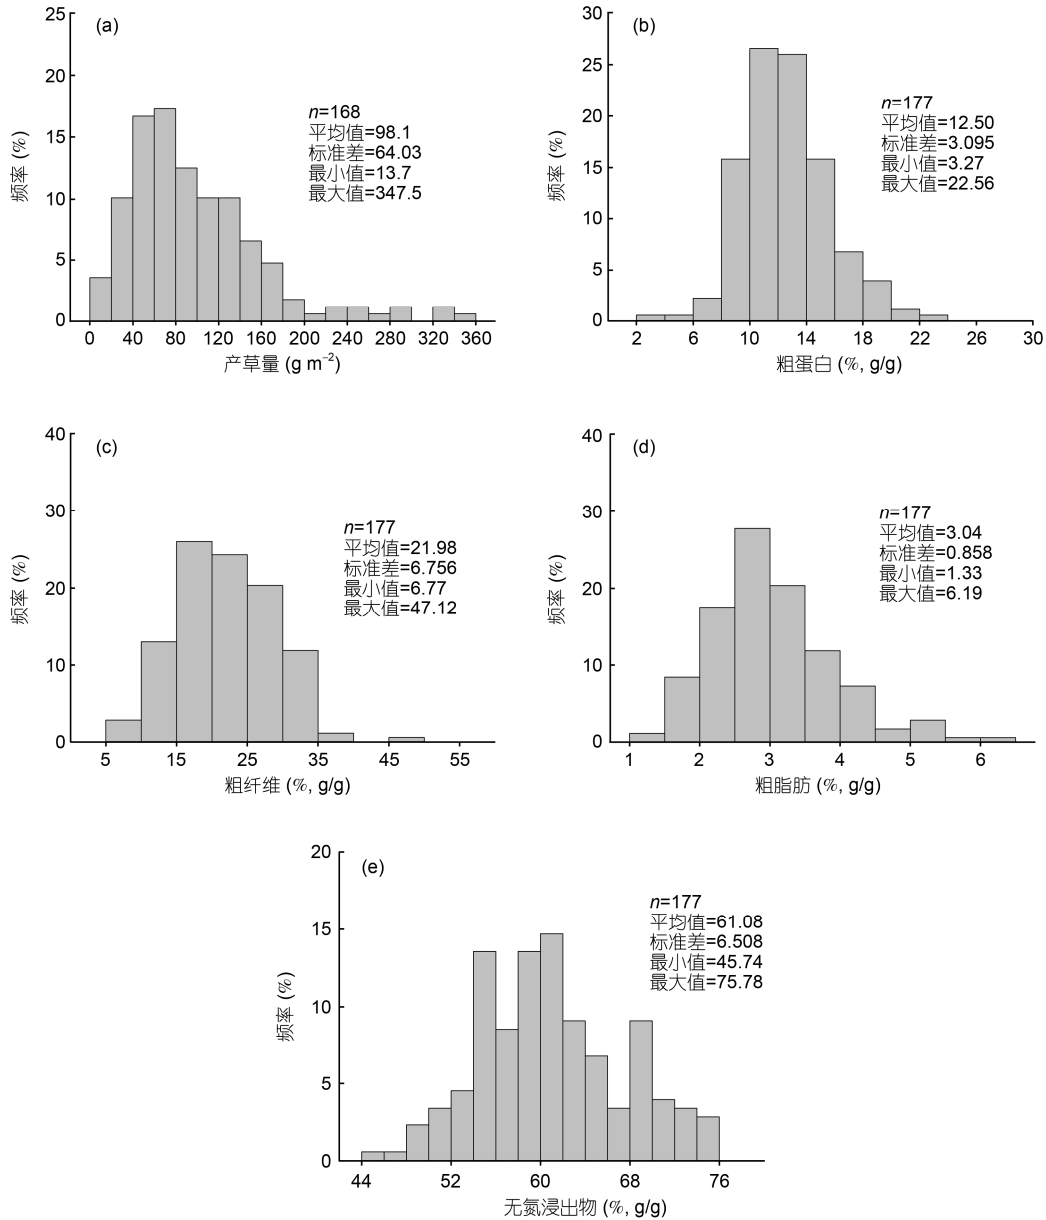 (a)
25
20
15
10
5
0
频率 (%)
n=168
平均值=98.1
标准差=64.03
最小值=13.7
最大值=347.5
0 40 80 120 160 200 240 280 320 360
产草量 (g m⁻²)
(b)
30
25
20
15
10
5
0
频率 (%)
n=177
平均值=12.50
标准差=3.095
最小值=3.27
最大值=22.56
2 6 10 14 18 22 26 30
粗蛋白 (%, g/g)
(c)
40
30
20
10
0
频率 (%)
n=177
平均值=21.98
标准差=6.756
最小值=6.77
最大值=47.12
5 15 25 35 45 55
粗纤维 (%, g/g)
(d)
40
30
20
10
0
频率 (%)
n=177
平均值=3.04
标准差=0.858
最小值=1.33
最大值=6.19
1 2 3 4 5 6
粗脂肪 (%, g/g)
(e)
20
15
10
5
0
频率 (%)
n=177
平均值=61.08
标准差=6.508
最小值=45.74
最大值=75.78
44 52 60 68 76
无氮浸出物 (%, g/g)